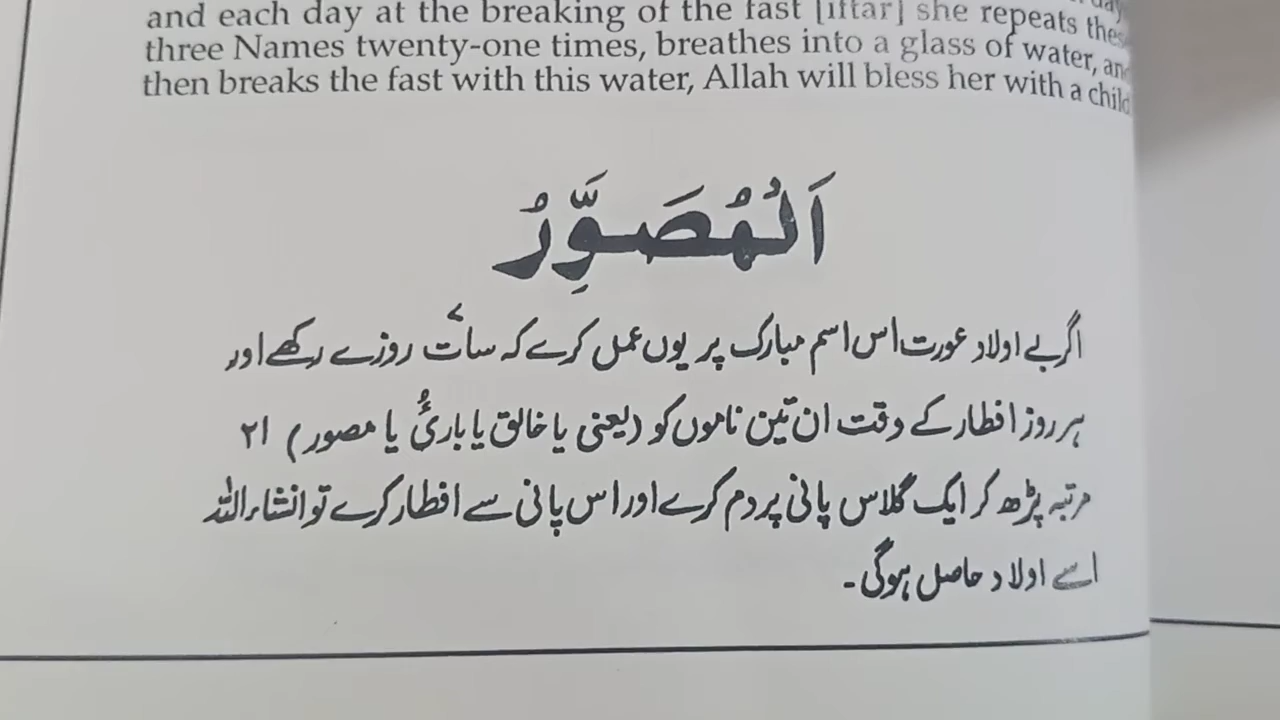 and each day at the breaking of the fast [iftar] she repeats these
three Names twenty-one times, breathes into a glass of water, and
then breaks the fast with this water, Allah will bless her with a child
اَلْمُصَوِّرُ
اگر بے اولاد عورت اس اسم مبارک پر یوں عمل کرے کہ سات روزے رکھے اور
ہر روز افطار کے وقت ان تین ناموں کو (یعنی یا خالق یا باریُٔ یا مصور) ۲۱
مرتبہ پڑھ کر ایک گلاس پانی پر دم کرے اور اس پانی سے افطار کرے تو انشاءاللہ
اسے اولاد حاصل ہوگی۔